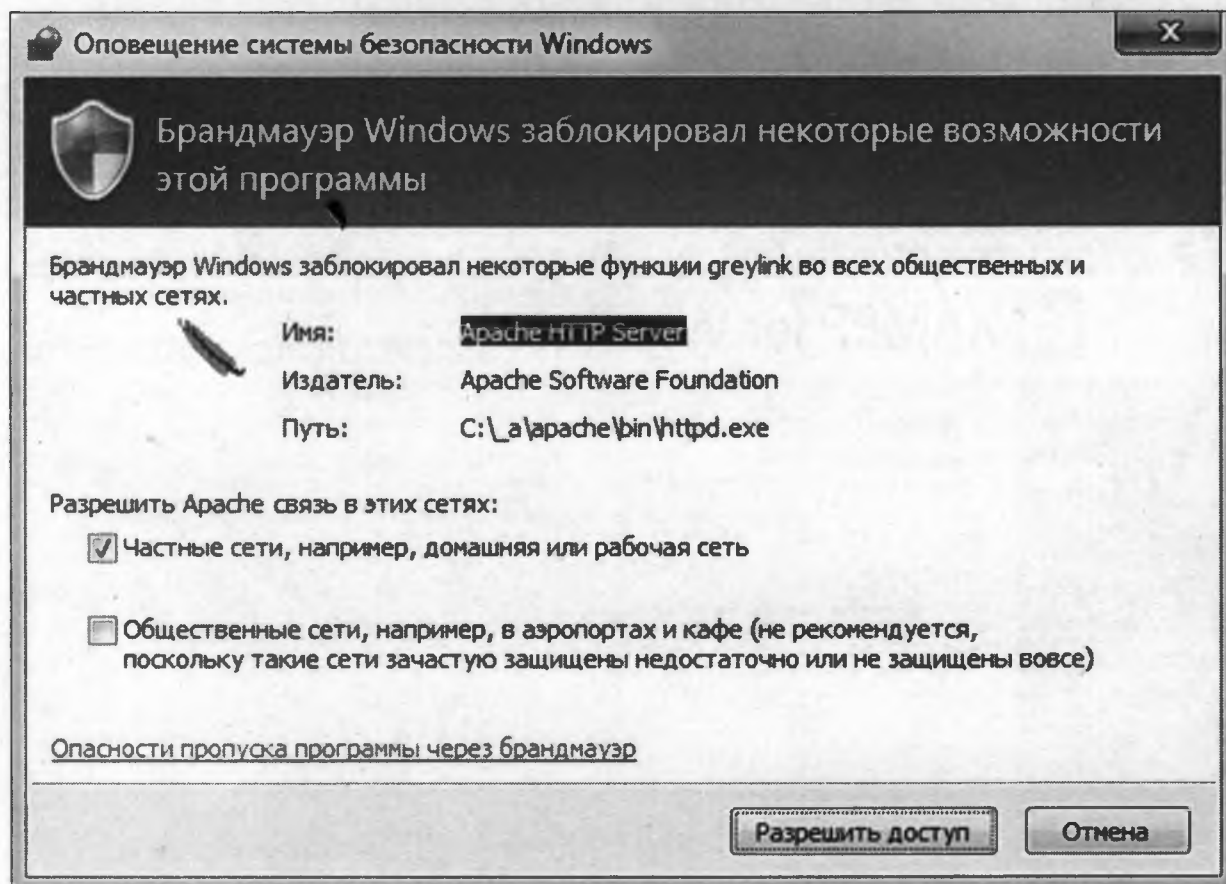 Оповещение системы безопасности Windows
Брандмауэр Windows заблокировал некоторые возможности
этой программы
Брандмауэр Windows заблокировал некоторые функции greylink во всех общественных и
частных сетях.
Имя: Apache HTTP Server
Издатель: Apache Software Foundation
Путь: C:\_a\apache\bin\httpd.exe
Разрешить Apache связь в этих сетях:
Частные сети, например, домашняя или рабочая сеть
Общественные сети, например, в аэропортах и кафе (не рекомендуется,
поскольку такие сети зачастую защищены недостаточно или не защищены вовсе)
Опасности пропуска программы через брандмауэр
Разрешить доступ Отмена